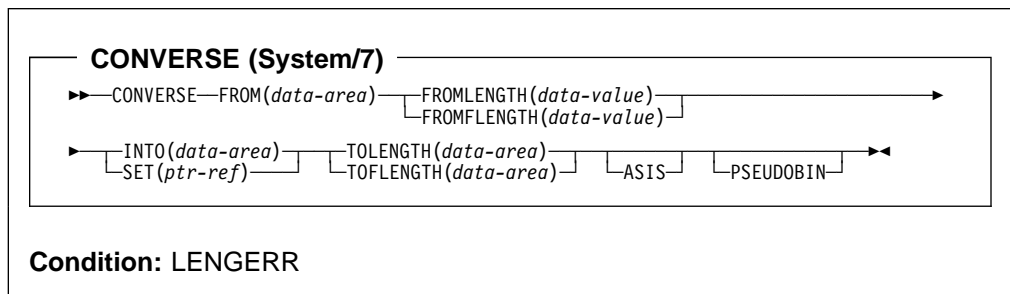 CONVERSE (System/7)
CONVERSE FROM(data-area) FROMLENGTH(data-value)
FROMFLENGTH(data-value)
INTO(data-area) TOLENGTH(data-area)
SET(ptr-ref) TOFLENGTH(data-area) ASIS PSEUDOBIN
Condition: LENGERR